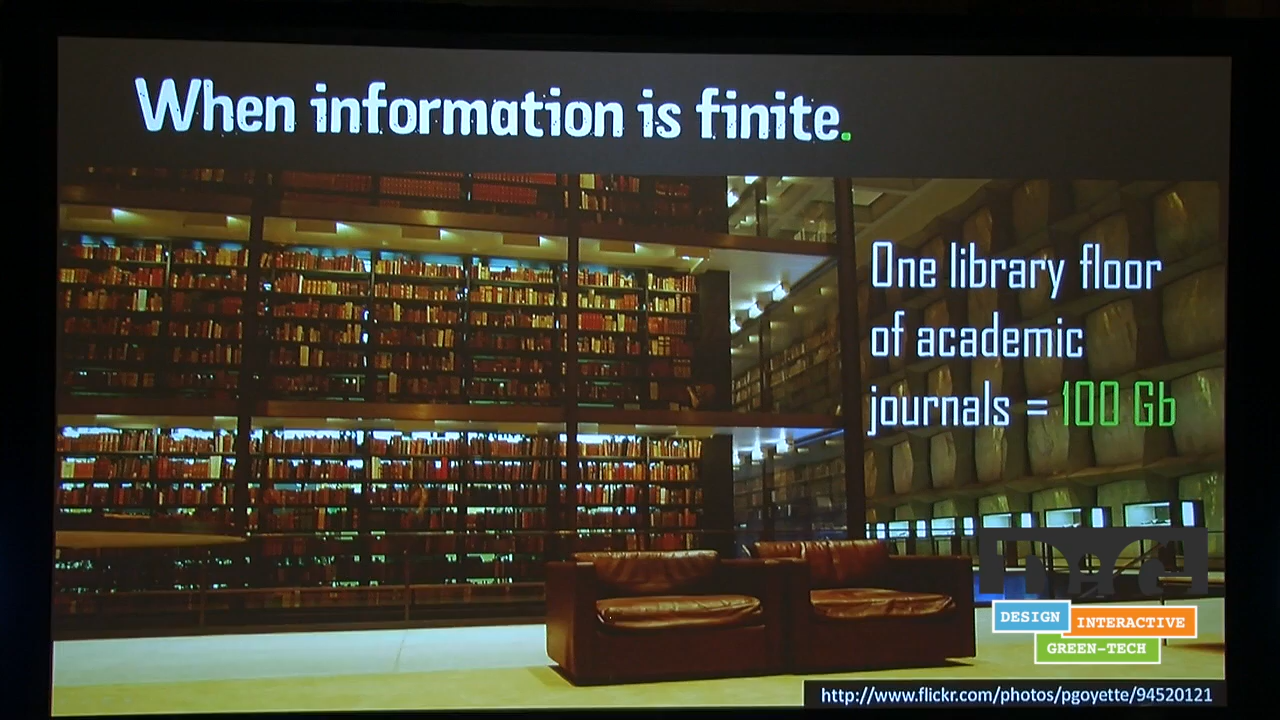 When information is finite.
One library floor
of academic
journals = 100 Gb
DESIGN
INTERACTIVE
GREEN-TECH
http://www.flickr.com/photos/pgoyette/94520121